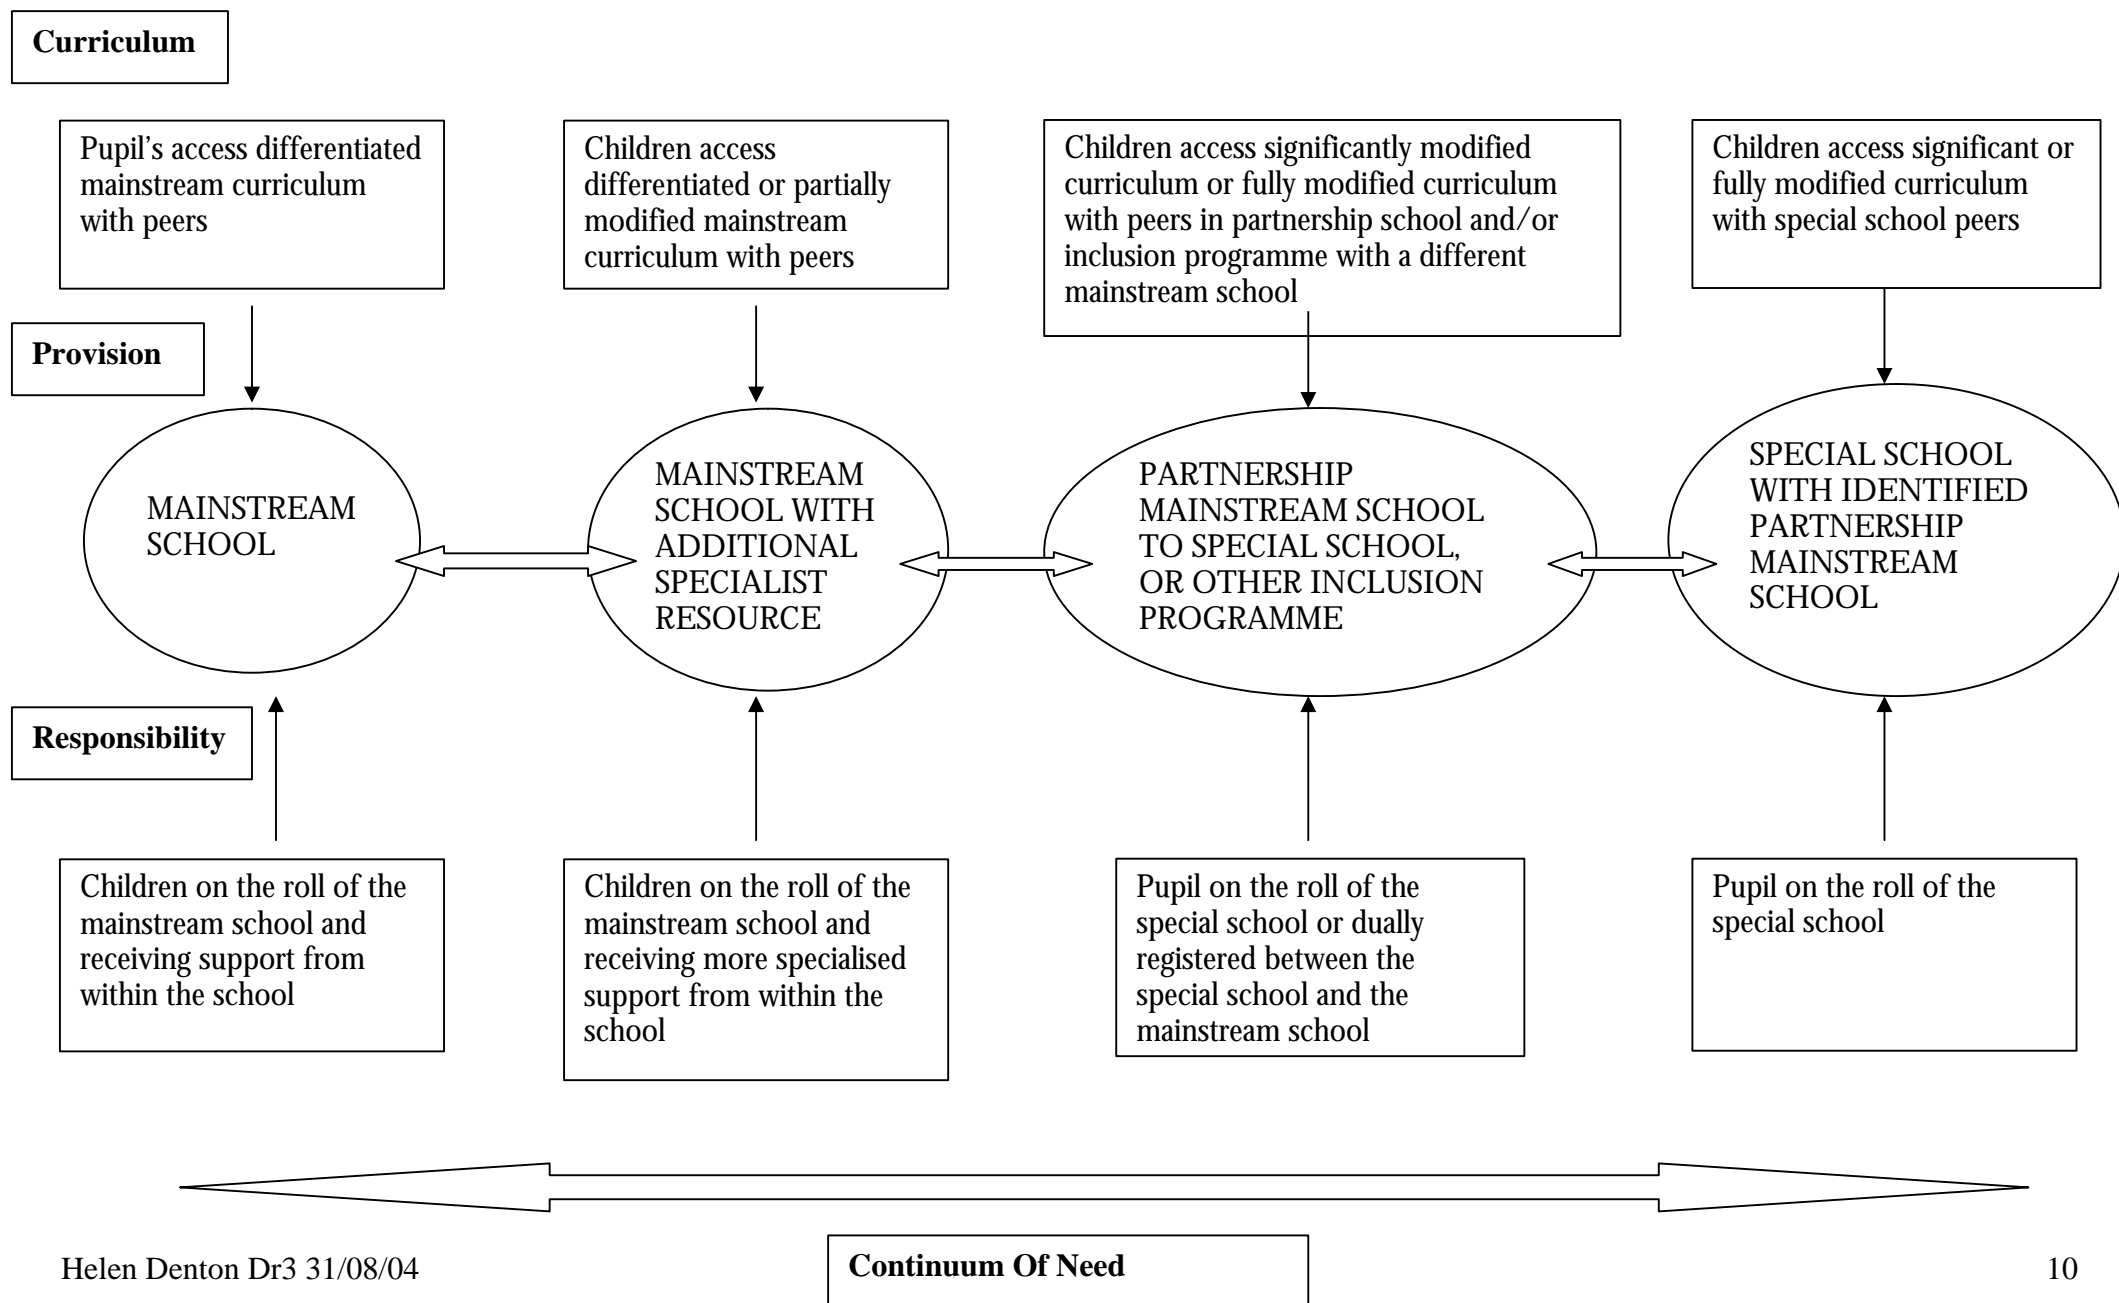 Curriculum
Pupil's access differentiated
mainstream curriculum
with peers
Children access
differentiated or partially
modified mainstream
curriculum with peers
Children access significantly modified
curriculum or fully modified curriculum
with peers in partnership school and/or
inclusion programme with a different
mainstream school
Children access significant or
fully modified curriculum
with special school peers
Provision
MAINSTREAM
SCHOOL
MAINSTREAM
SCHOOL WITH
ADDITIONAL
SPECIALIST
RESOURCE
PARTNERSHIP
MAINSTREAM SCHOOL
TO SPECIAL SCHOOL,
OR OTHER INCLUSION
PROGRAMME
SPECIAL SCHOOL
WITH IDENTIFIED
PARTNERSHIP
MAINSTREAM
SCHOOL
Responsibility
Children on the roll of the
mainstream school and
receiving support from
within the school
Children on the roll of the
mainstream school and
receiving more specialised
support from within the
school
Pupil on the roll of the
special school or dually
registered between the
special school and the
mainstream school
Pupil on the roll of the
special school
Continuum Of Need
Helen Denton Dr3 31/08/04
10